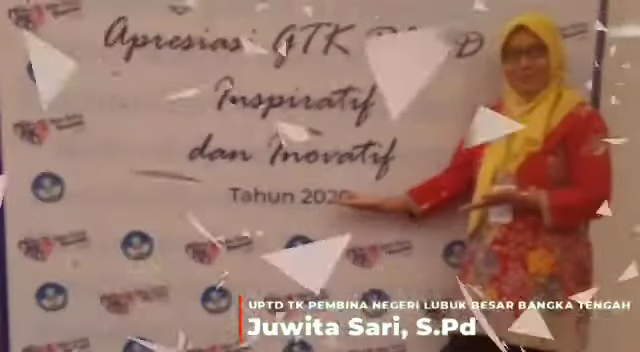 Apresiasi GTK
Inspiratif
dan Inovatif
Tahun 2020
UPTD TK PEMBINA NEGERI LUBUK BESAR BANGKA TENGAH
Juwita Sari, S.Pd